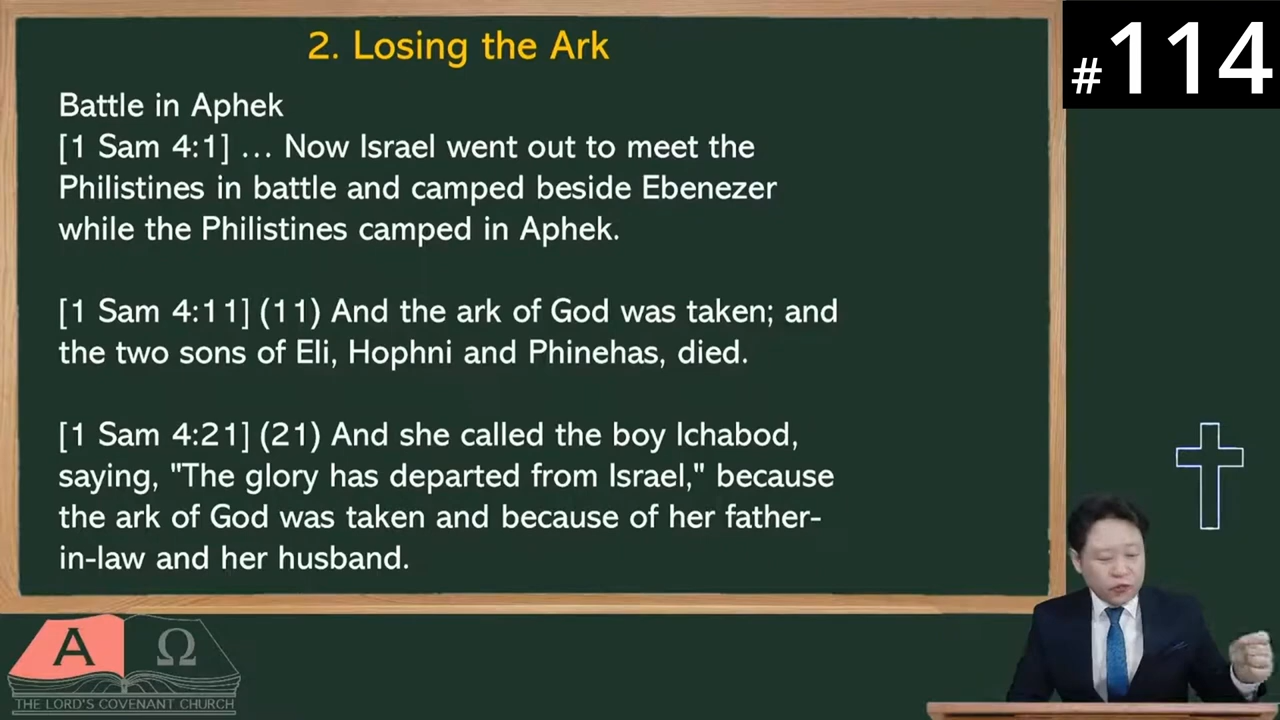 2. Losing the Ark
#114
Battle in Aphek
[1 Sam 4:1] ... Now Israel went out to meet the
Philistines in battle and camped beside Ebenezer
while the Philistines camped in Aphek.
[1 Sam 4:11] (11) And the ark of God was taken; and
the two sons of Eli, Hophni and Phinehas, died.
[1 Sam 4:21] (21) And she called the boy Ichabod,
saying, "The glory has departed from Israel," because
the ark of God was taken and because of her father-
in-law and her husband.
A Ω
THE LORD'S COVENANT CHURCH